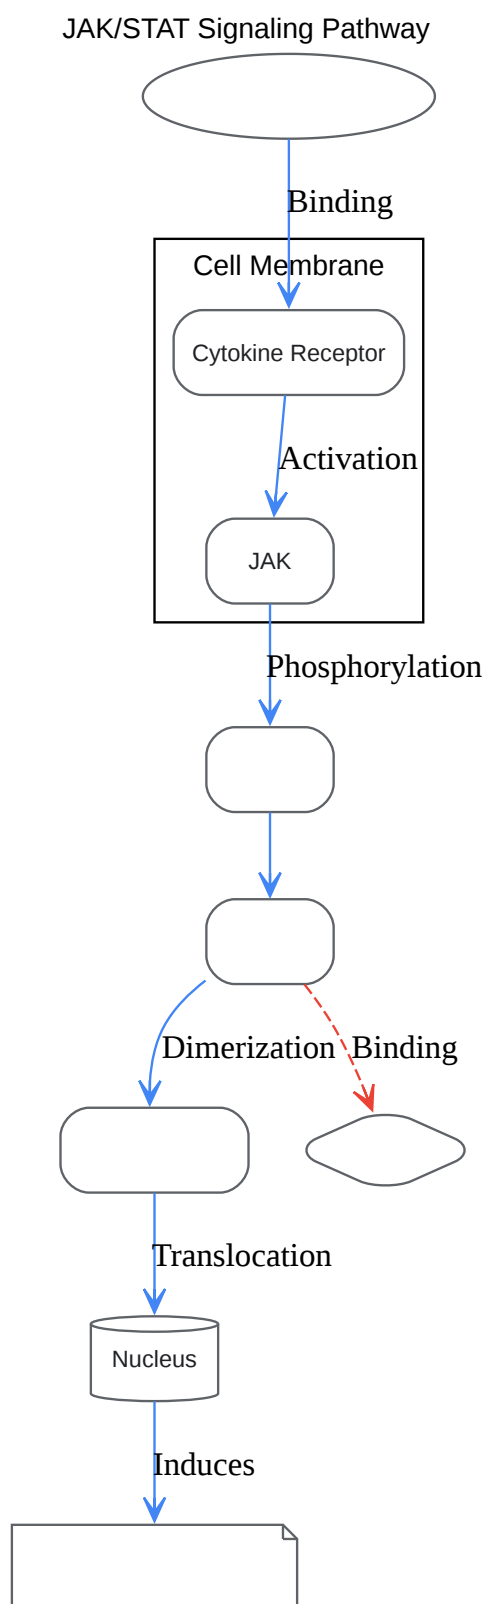 JAK/STAT Signaling Pathway
Binding
Cell Membrane
Cytokine Receptor
Activation
JAK
Phosphorylation
Dimerization
Binding
Translocation
Nucleus
Induces